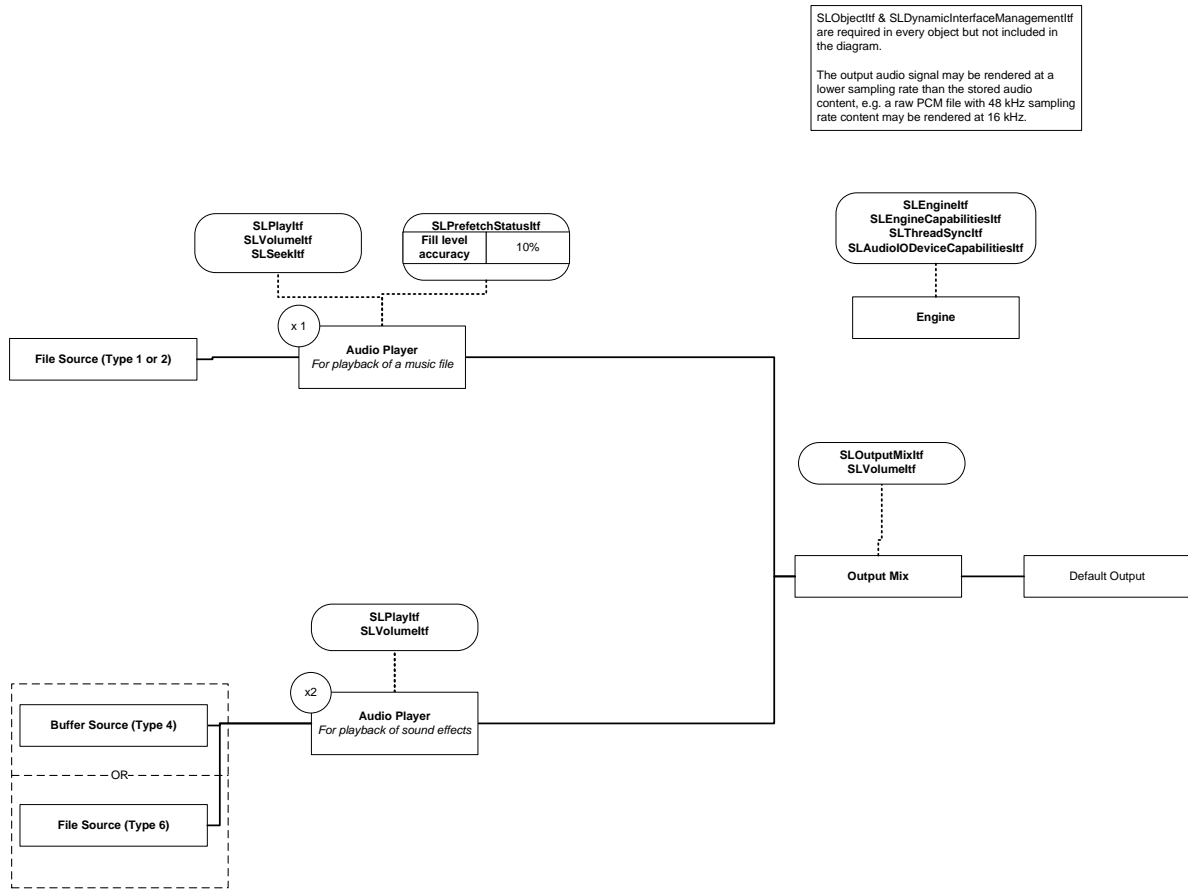 SLObjectItf & SLDynamicInterfaceManagementItf
are required in every object but not included in
the diagram.
The output audio signal may be rendered at a
lower sampling rate than the stored audio
content, e.g. a raw PCM file with 48 kHz sampling
rate content may be rendered at 16 kHz.
SLPlayItf
SLVolumeItf
SLSeekItf
SLPrefetchStatusItf
Fill level
accuracy
10%
SLEngineItf
SLEngineCapabilitiesItf
SLThreadSyncItf
SLAudioIODeviceCapabilitiesItf
Engine
x 1
File Source (Type 1 or 2)
Audio Player
For playback of a music file
SLOutputMixItf
SLVolumeItf
Output Mix
Default Output
SLPlayItf
SLVolumeItf
x2
Audio Player
For playback of sound effects
Buffer Source (Type 4)
OR
File Source (Type 6)